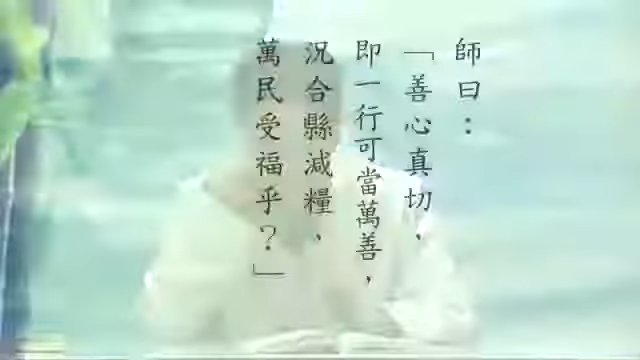 師曰：
「善心真切，
即一行可當萬善，
況合縣減糧、
萬民受福乎？」